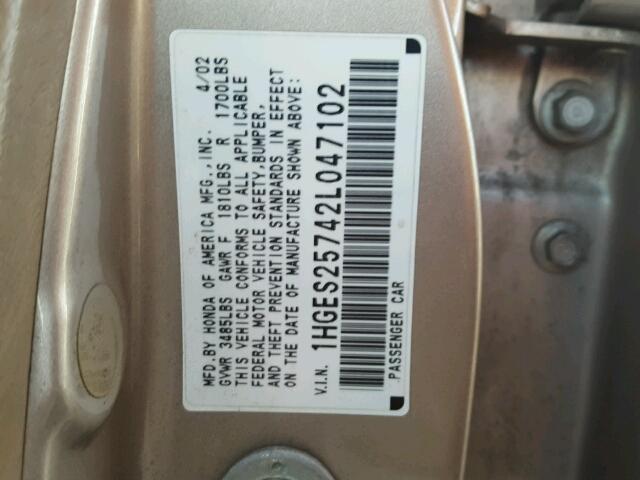 MFD.BY HONDA OF AMERICA MFG.,INC. 4/02
GVWR 3485LBS GAWR F 1810LBS R 1700LBS
THIS VEHICLE CONFORMS TO ALL APPLICABLE
FEDERAL MOTOR VEHICLE SAFETY,BUMPER,
AND THEFT PREVENTION STANDARDS IN EFFECT
ON THE DATE OF MANUFACTURE SHOWN ABOVE:
V.I.N. 1HGES25742L047102
PASSENGER CAR